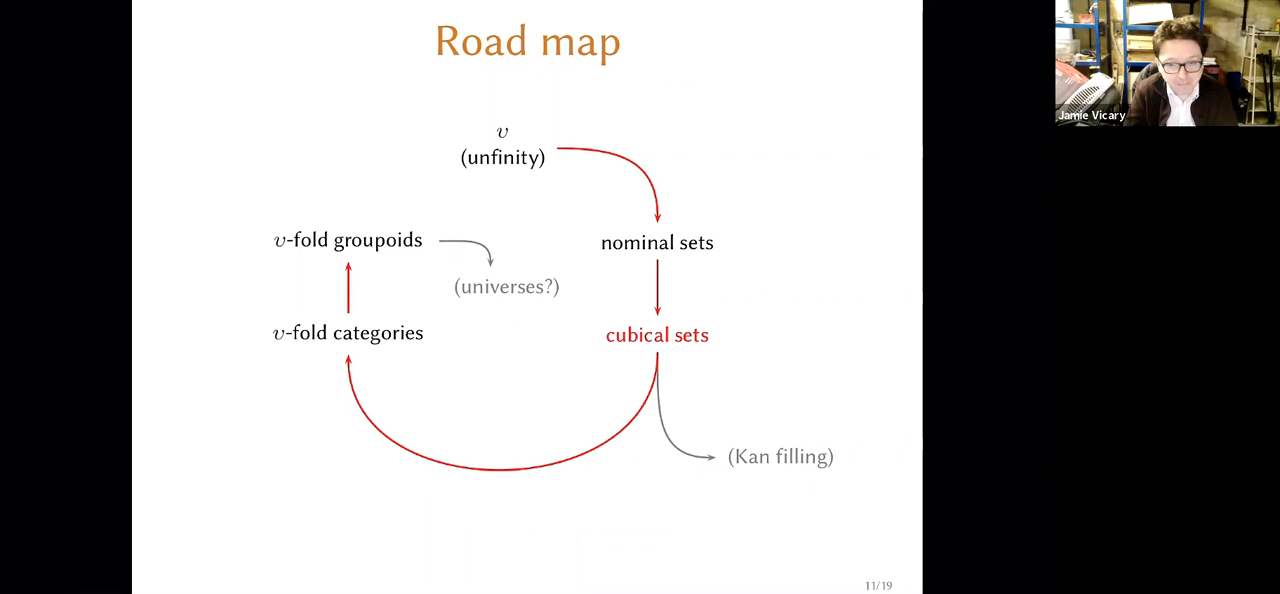 Road map
υ
(unfinity)
υ-fold groupoids
nominal sets
(universes?)
υ-fold categories
cubical sets
(Kan filling)
11/19
Jamie Vicary